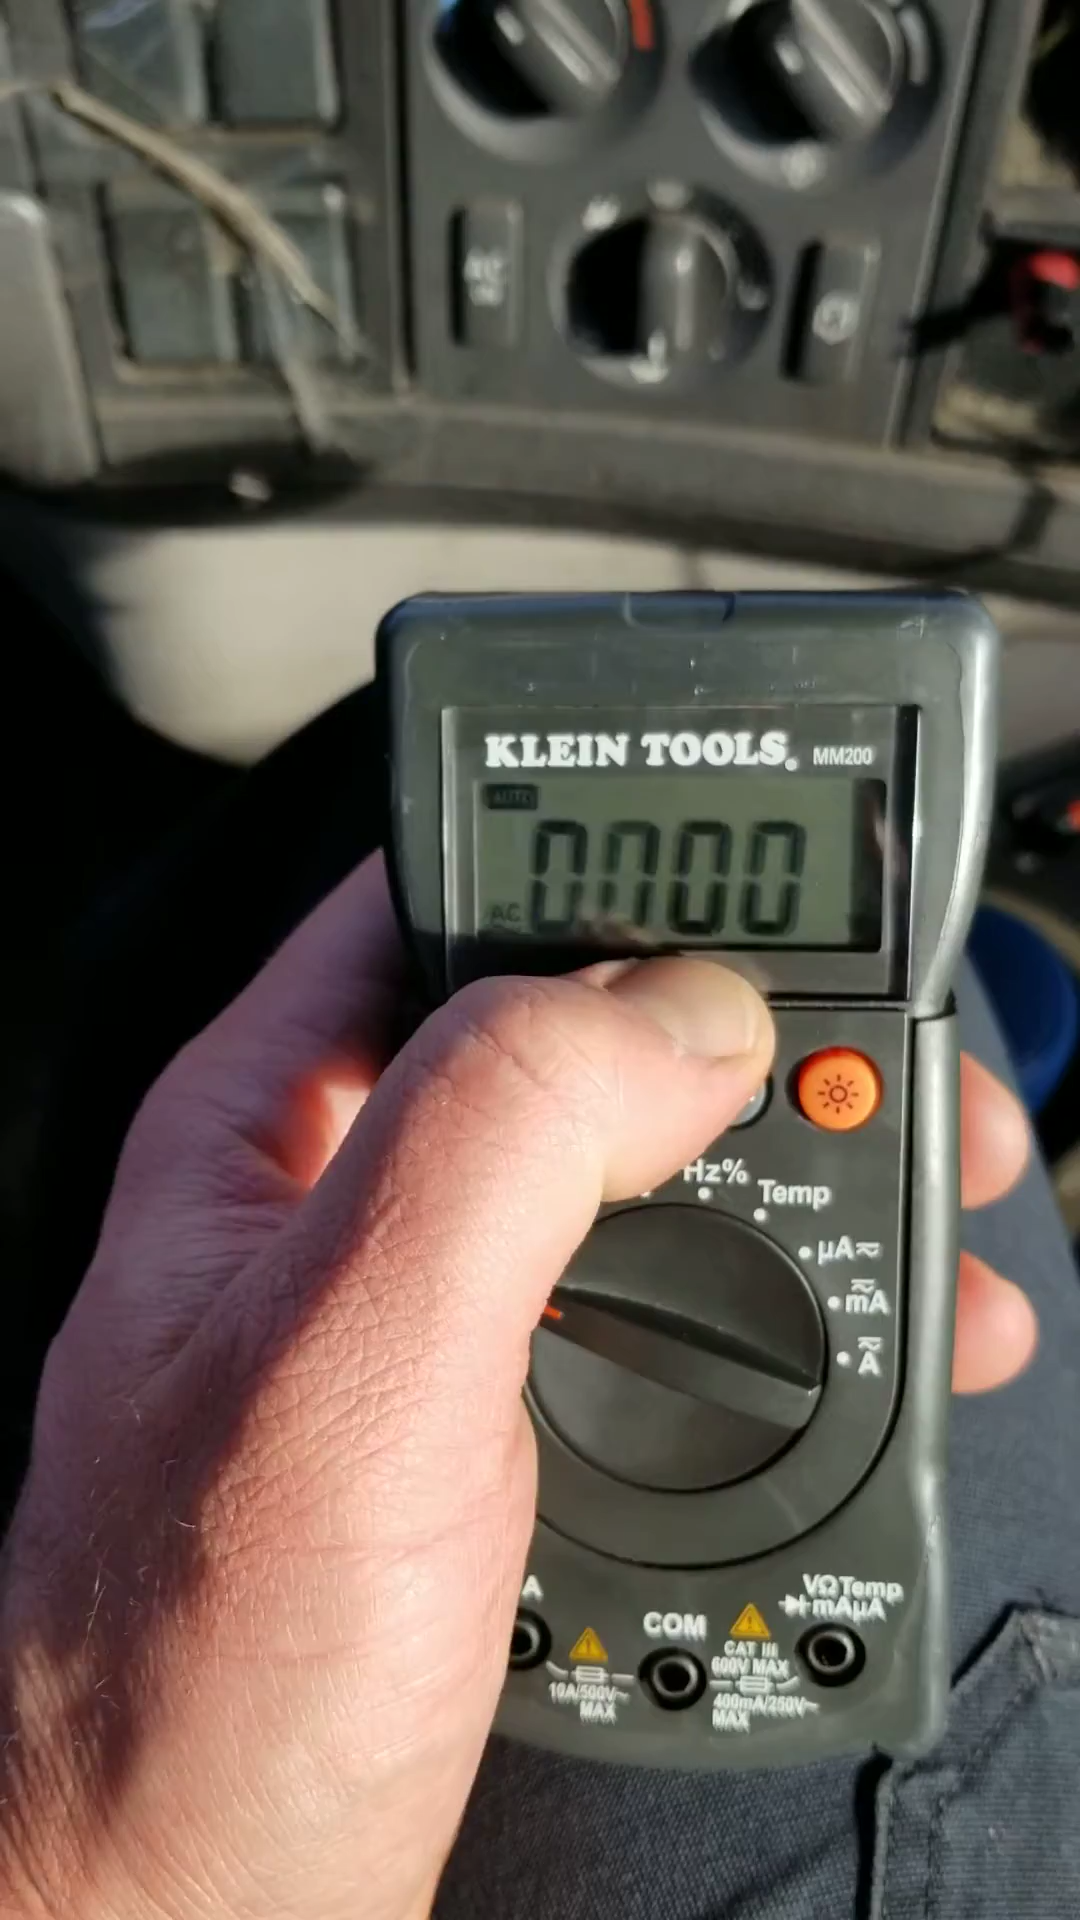 KLEIN TOOLS. MM200
AUTO
0000
AC
Hz%
Temp
µA≂
≂
mA
≂
A
A
COM
VΩTemp
mAµA
CAT III
600V MAX
10A/500V~
MAX
400mA/250V~
MAX